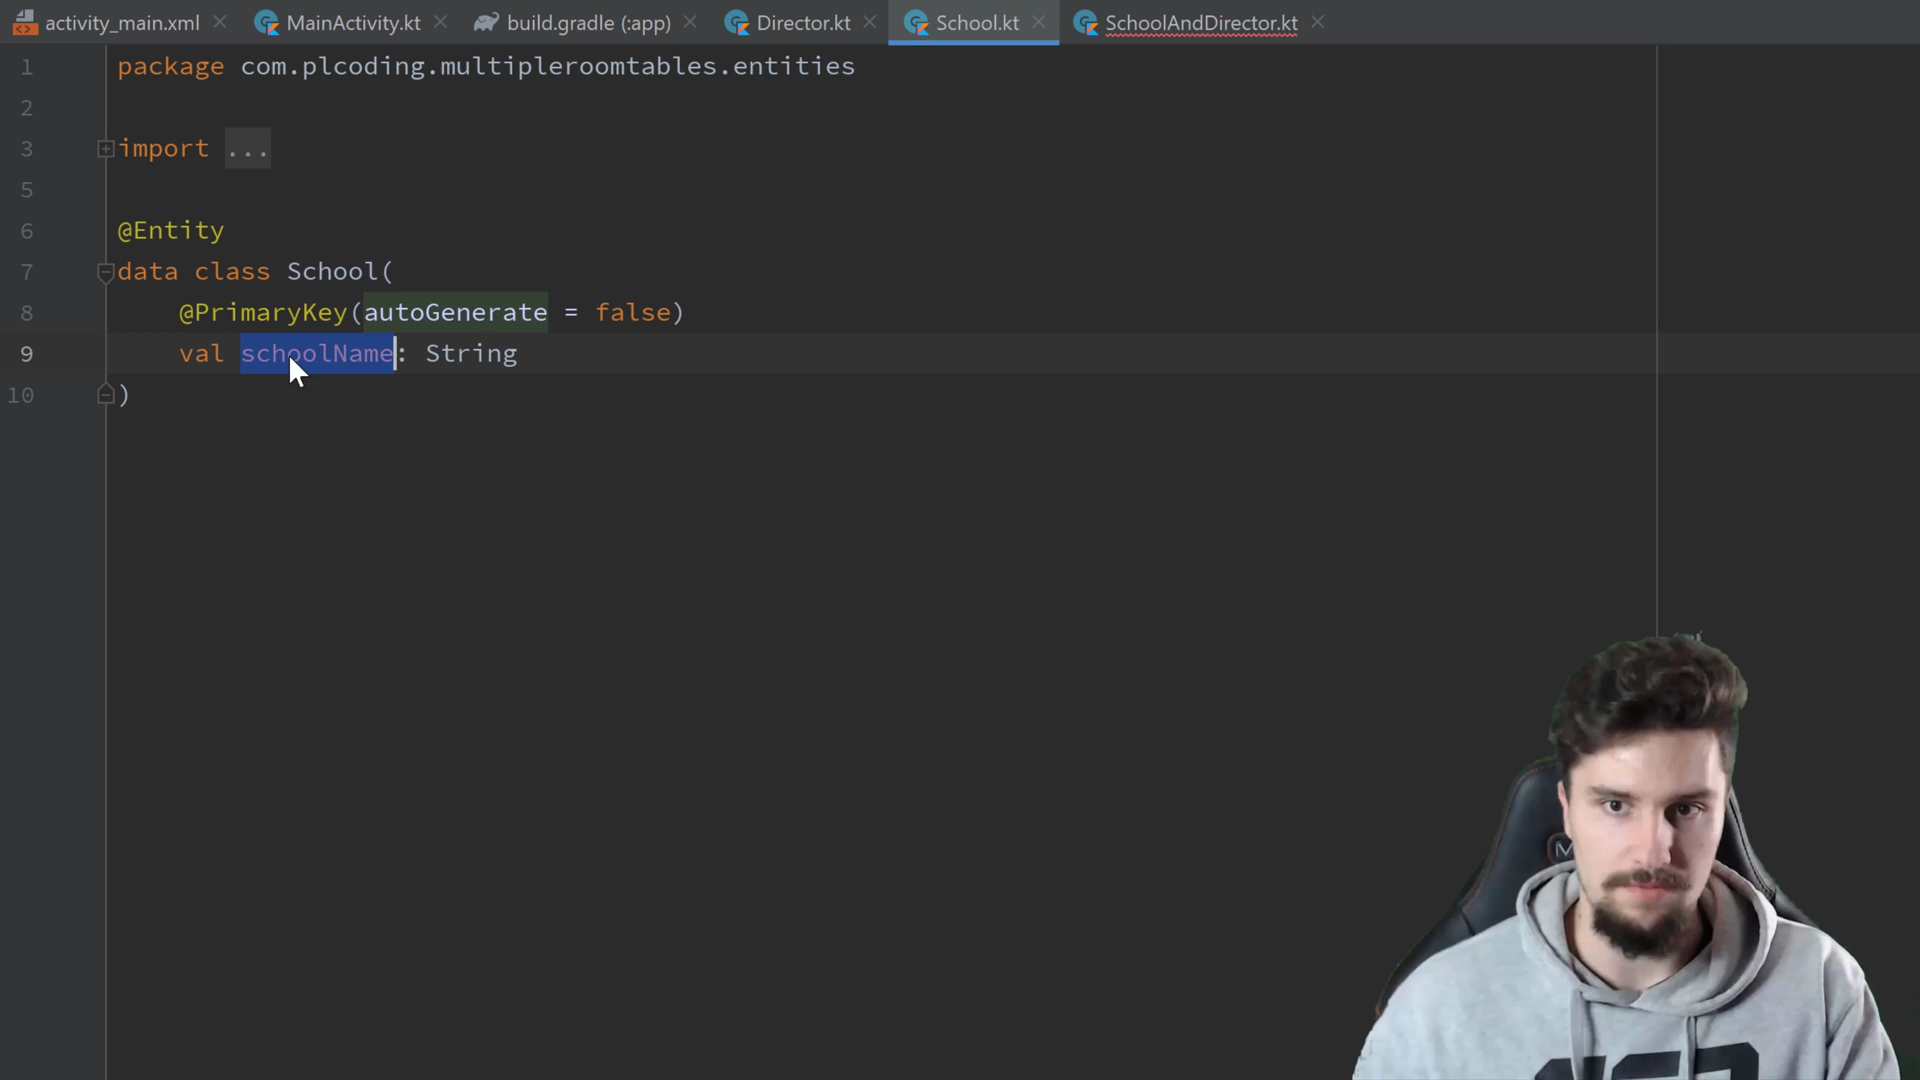 activity_main.xml MainActivity.kt build.gradle (:app) Director.kt School.kt SchoolAndDirector.kt
1 package com.plcoding.multipleroomtables.entities
2
3 import ...
5
6 @Entity
7 data class School(
8 @PrimaryKey(autoGenerate = false)
9 val schoolName: String
10 )